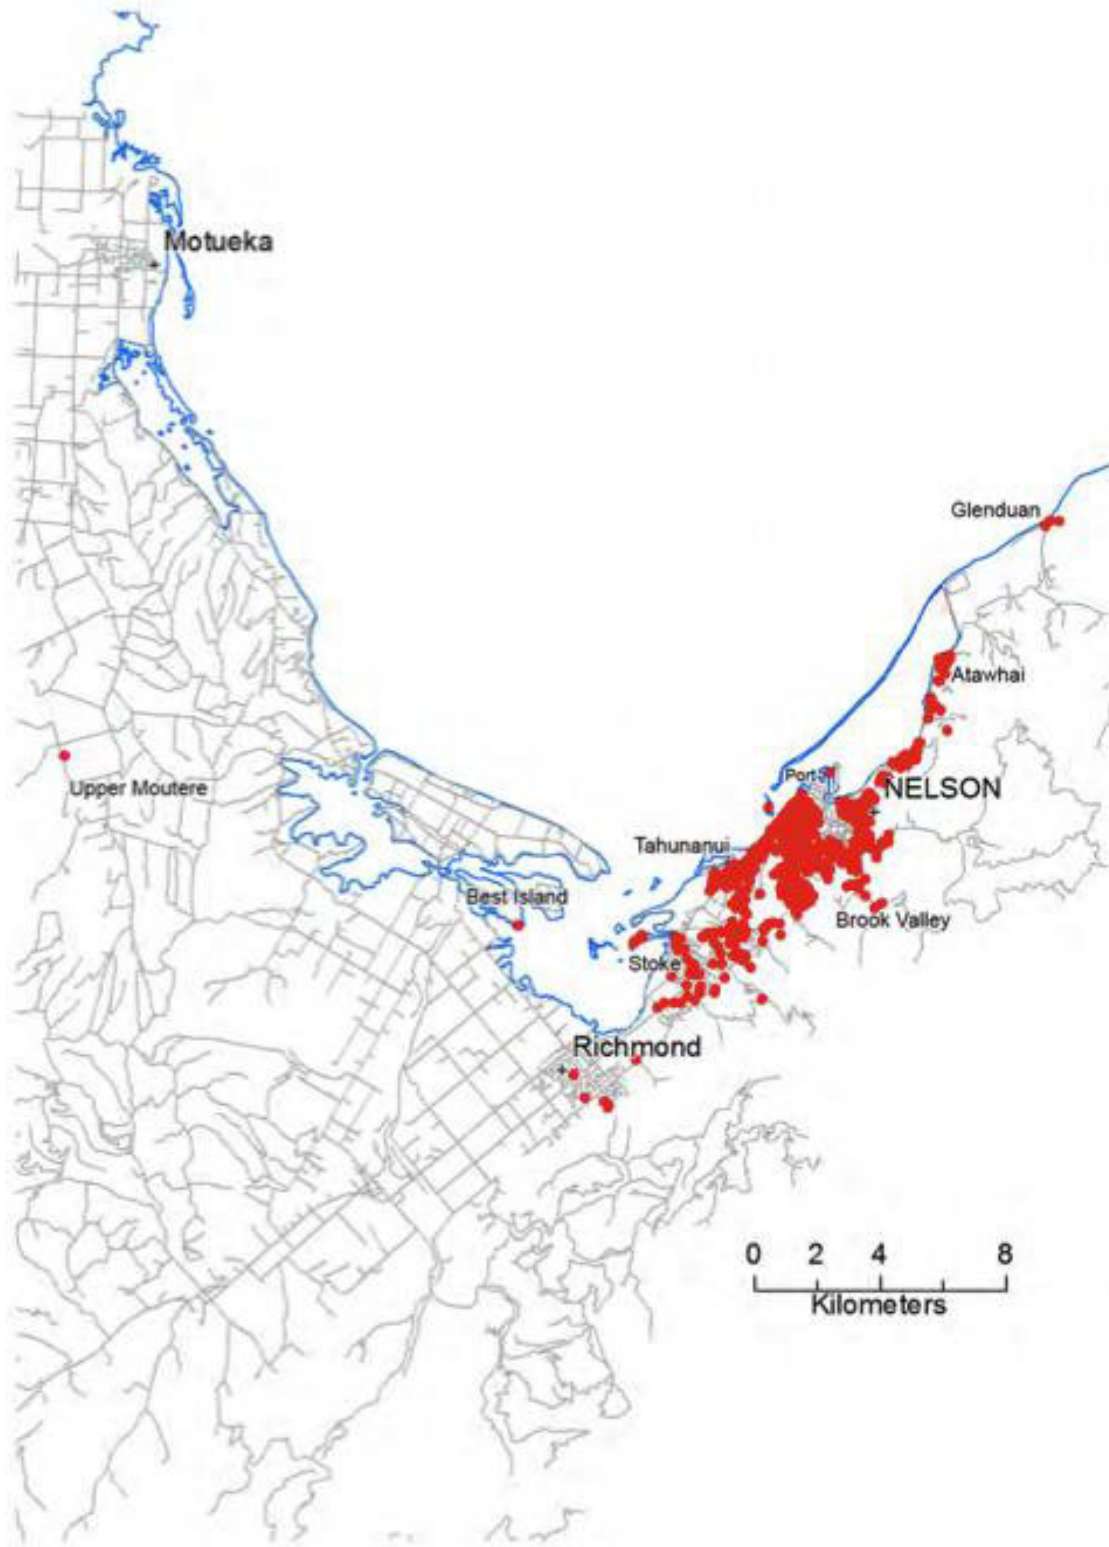 Motueka
Glenduan
Atawhai
Upper Moutere
Port
NELSON
Tahunanui
Best Island
Brook Valley
Stoke
Richmond
0 2 4 8
Kilometers